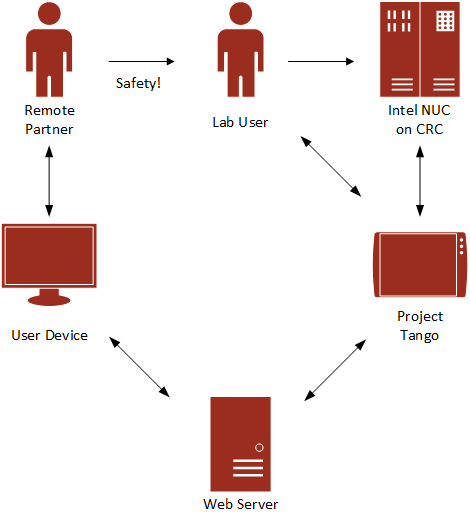 Safety!
Remote
Partner
Lab User
Intel NUC
on CRC
User Device
Project
Tango
Web Server